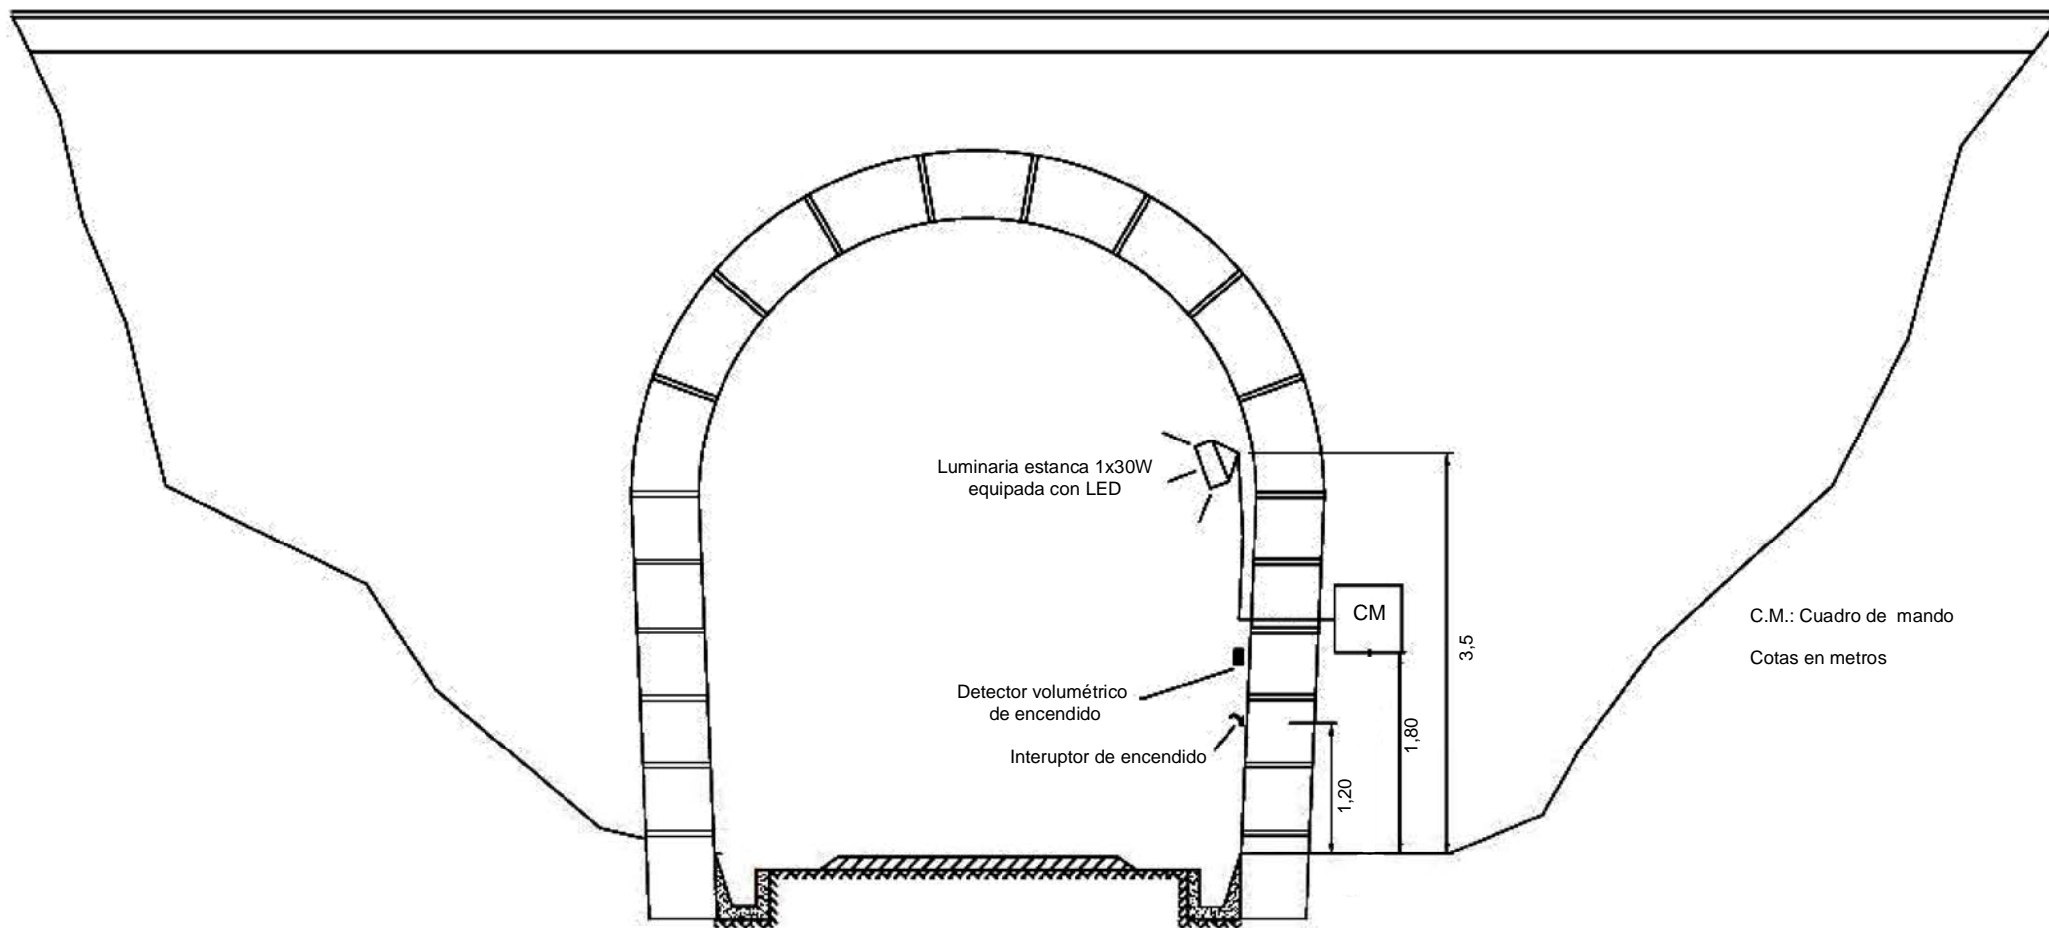 Luminaria estanca 1x30W
equipada con LED
CM
3,5
C.M.: Cuadro de mando
Cotas en metros
Detector volumétrico
de encendido
1,80
Interuptor de encendido
1,20